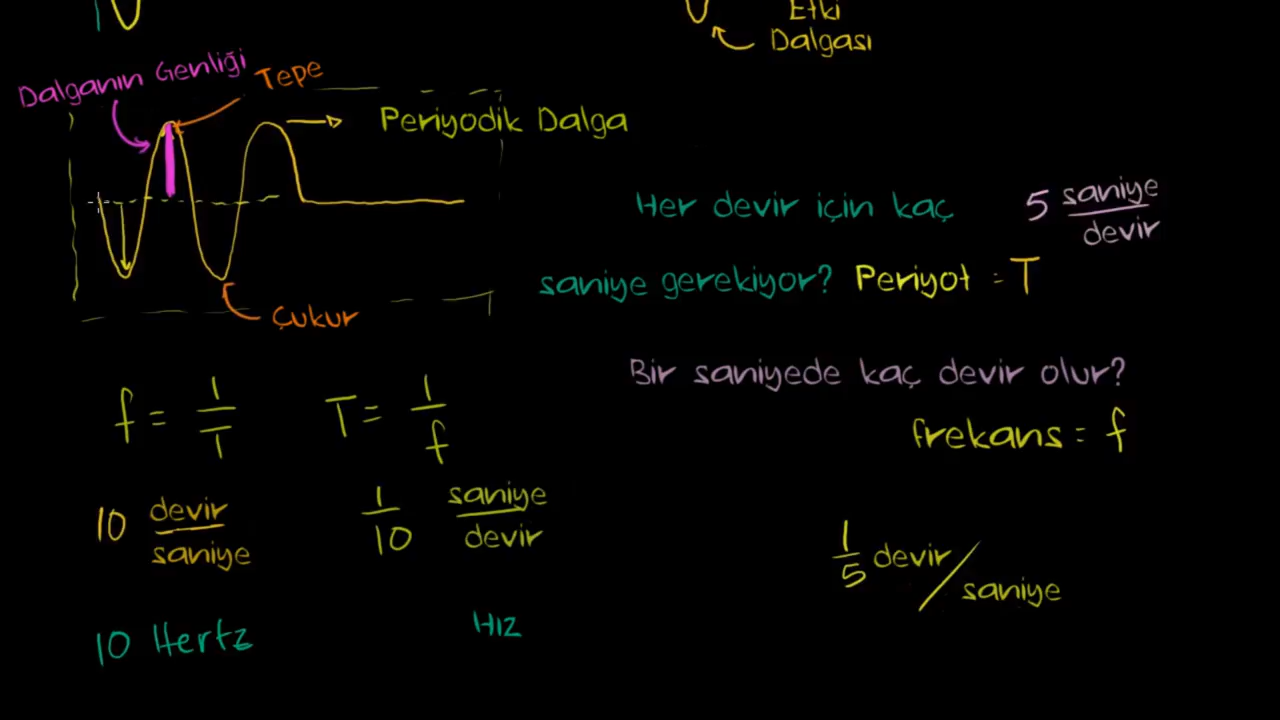 Etki
Dalgası
Dalganın Genliği
Tepe
Periyodik Dalga
Her devir için kaç
5 saniye/devir
saniye gerekiyor? Periyot = T
Çukur
Bir saniyede kaç devir olur?
frekans = f
f = 1/T
T = 1/f
10 devir/saniye
1/10 saniye/devir
1/5 devir/saniye
10 Hertz
Hız